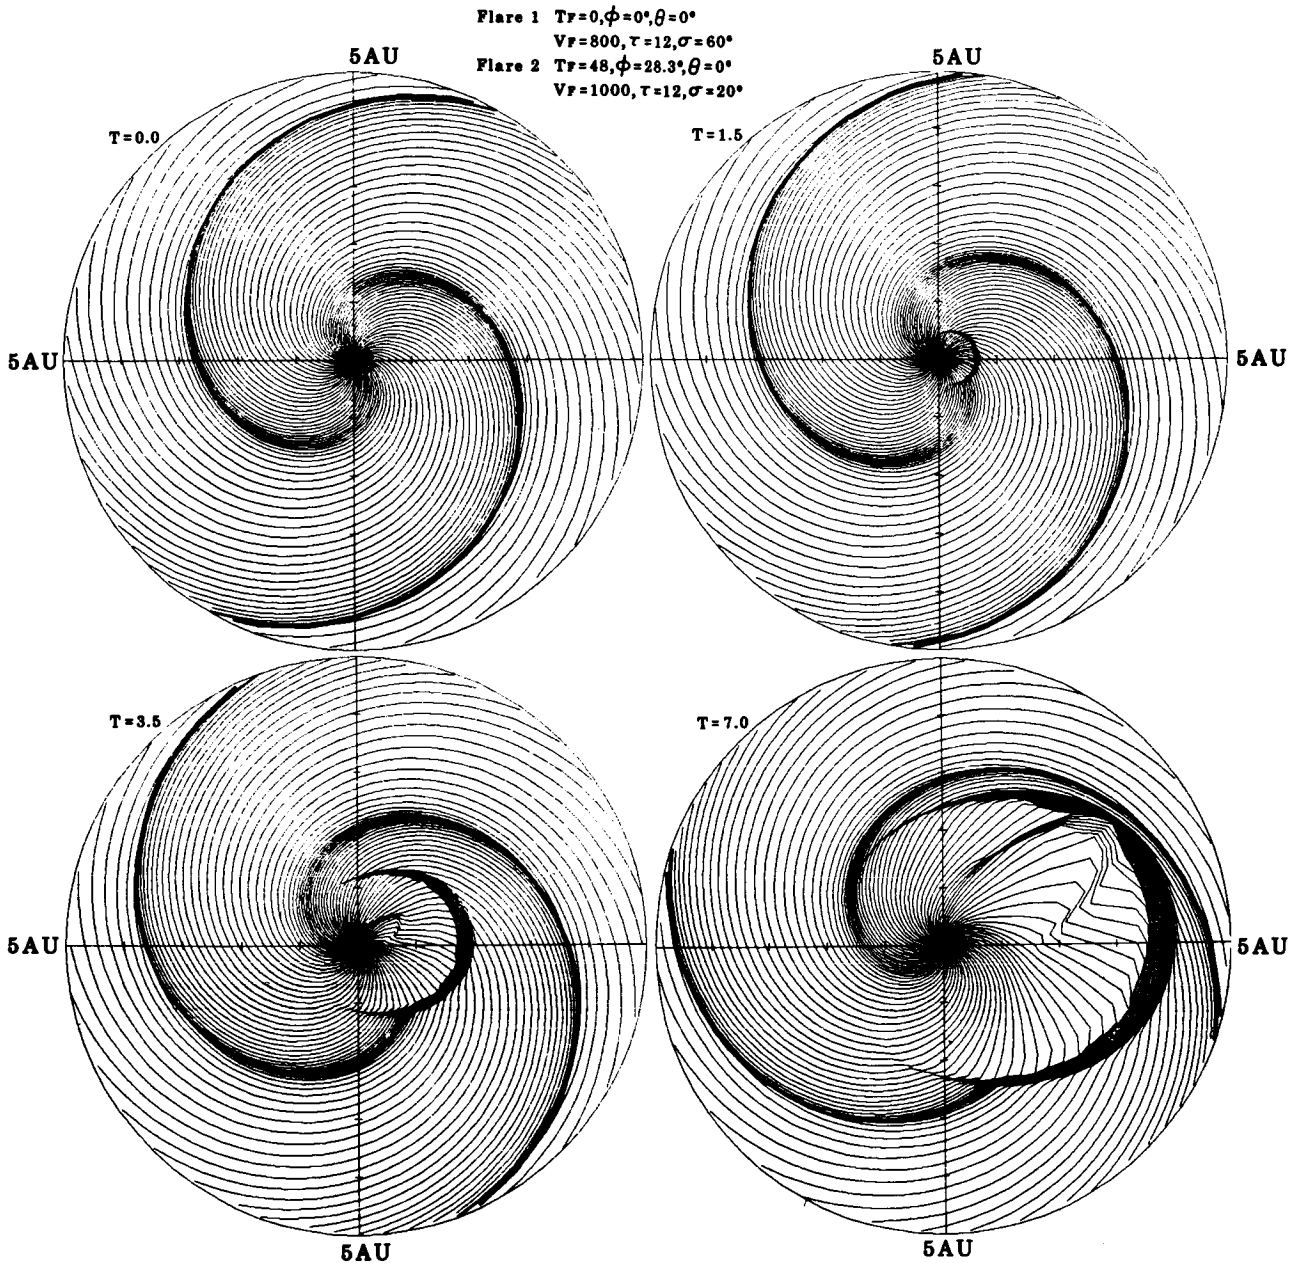 Flare 1 TF=0,ϕ=0°,θ=0°
VF=800,τ=12,σ=60°
Flare 2 TF=48,ϕ=28.3°,θ=0°
VF=1000,τ=12,σ=20°
5AU
5AU
T=0.0
T=1.5
5AU
5AU
T=3.5
T=7.0
5AU
5AU
5AU
5AU